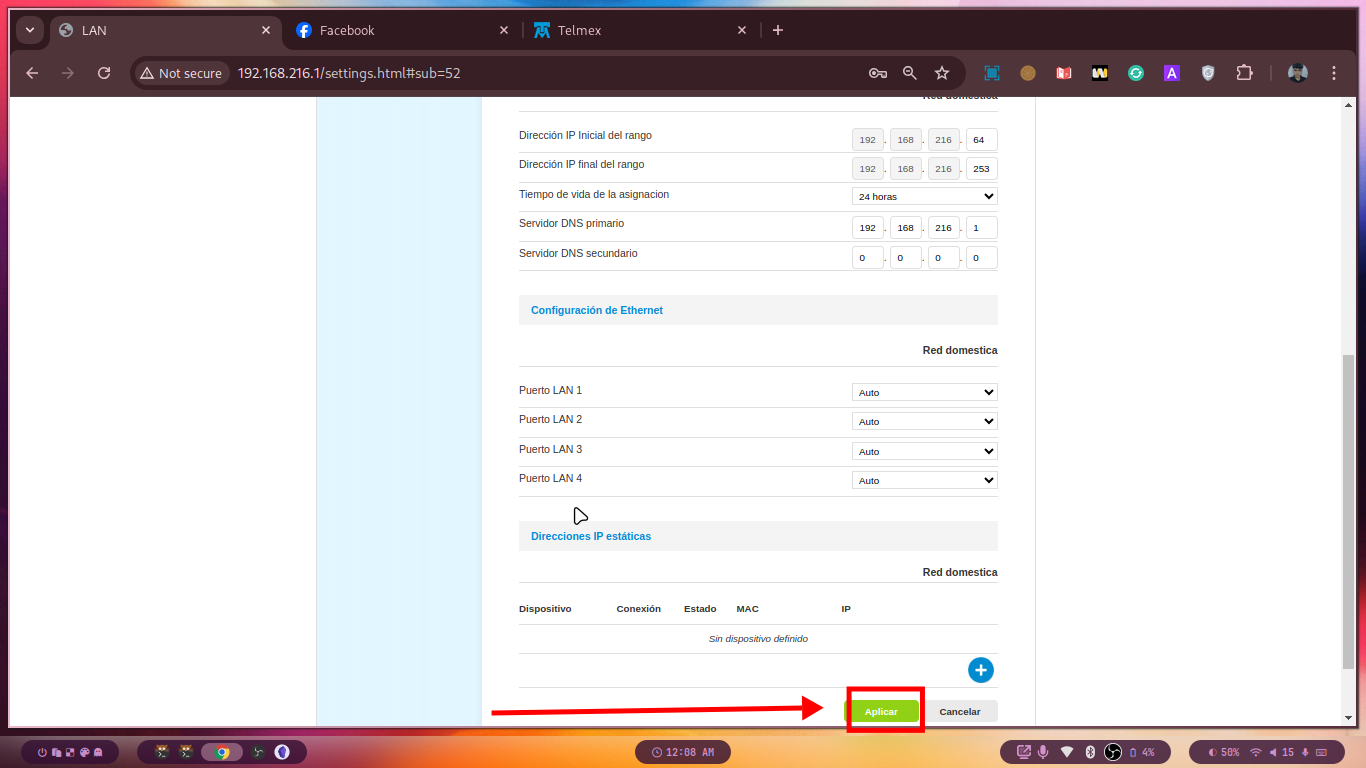 LAN
Facebook
Telmex
Not secure
192.168.216.1/settings.html#sub=52
Red domestica
Dirección IP Inicial del rango
192 . 168 . 216 . 64
Dirección IP final del rango
192 . 168 . 216 . 253
Tiempo de vida de la asignacion
24 horas
Servidor DNS primario
192 . 168 . 216 . 1
Servidor DNS secundario
0 . 0 . 0 . 0
Configuración de Ethernet
Red domestica
Puerto LAN 1
Auto
Puerto LAN 2
Auto
Puerto LAN 3
Auto
Puerto LAN 4
Auto
Direcciones IP estáticas
Red domestica
Dispositivo Conexión Estado MAC IP
Sin dispositivo definido
Aplicar
Cancelar
12:08 AM
4%
50%
15